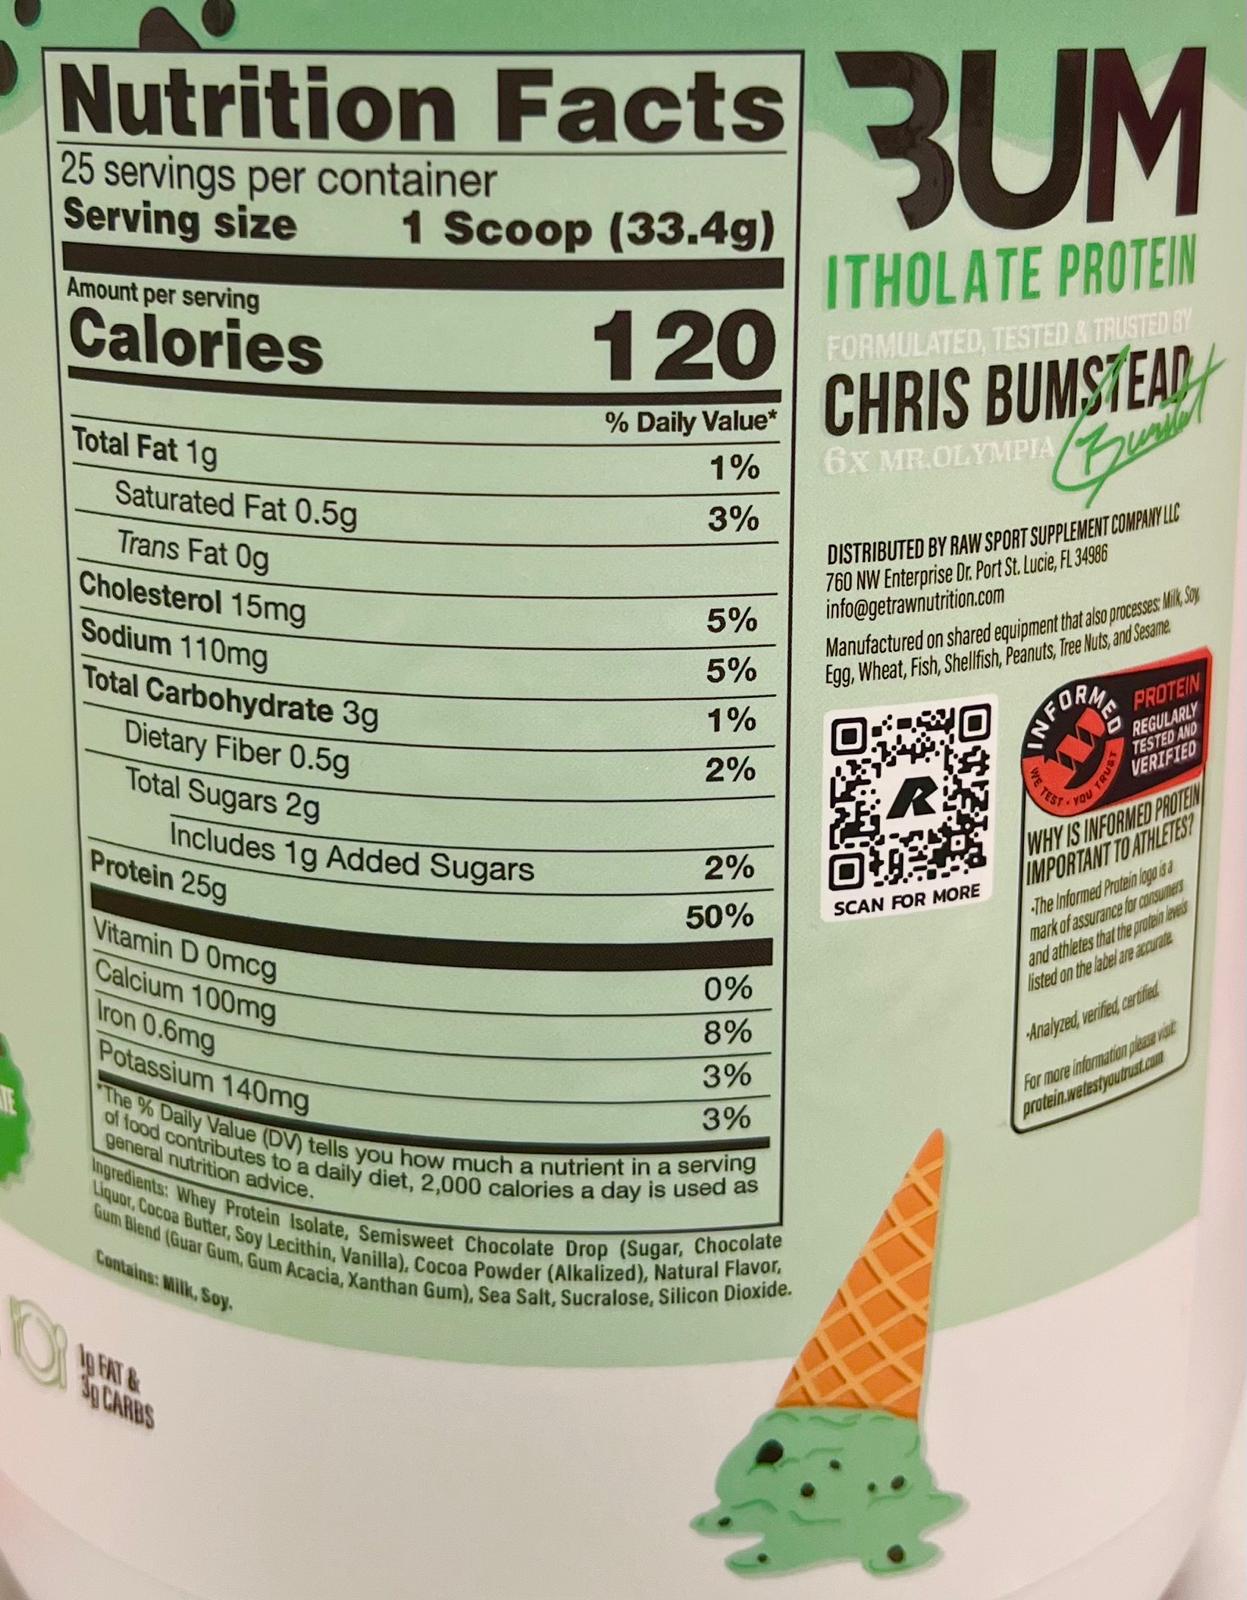 Nutrition Facts
25 servings per container
Serving size 1 Scoop (33.4g)
Amount per serving
Calories 120
% Daily Value*
Total Fat 1g 1%
Saturated Fat 0.5g 3%
Trans Fat 0g
Cholesterol 15mg 5%
Sodium 110mg 5%
Total Carbohydrate 3g 1%
Dietary Fiber 0.5g 2%
Total Sugars 2g
Includes 1g Added Sugars 2%
Protein 25g 50%
Vitamin D 0mcg 0%
Calcium 100mg 8%
Iron 0.6mg 3%
Potassium 140mg 3%
*The % Daily Value (DV) tells you how much a nutrient in a serving
of food contributes to a daily diet, 2,000 calories a day is used as
general nutrition advice.
Ingredients: Whey Protein Isolate, Semisweet Chocolate Drop (Sugar, Chocolate
Liquor, Cocoa Butter, Soy Lecithin, Vanilla), Cocoa Powder (Alkalized), Natural Flavor,
Gum Blend (Guar Gum, Gum Acacia, Xanthan Gum), Sea Salt, Sucralose, Silicon Dioxide.
Contains: Milk, Soy.
1g FAT &
3g CARBS
BUM
ITHOLATE PROTEIN
FORMULATED, TESTED & TRUSTED BY
CHRIS BUMSTEAD
6X MR.OLYMPIA
DISTRIBUTED BY RAW SPORT SUPPLEMENT COMPANY LLC
760 NW Enterprise Dr. Port St. Lucie, FL 34986
info@getrawnutrition.com
Manufactured on shared equipment that also processes: Milk, Soy,
Egg, Wheat, Fish, Shellfish, Peanuts, Tree Nuts, and Sesame.
R
SCAN FOR MORE
INFORMED
WE TEST • YOU TRUST
PROTEIN
REGULARLY
TESTED AND
VERIFIED
WHY IS INFORMED PROTEIN
IMPORTANT TO ATHLETES?
-The Informed Protein logo is a
mark of assurance for consumers
and athletes that the protein levels
listed on the label are accurate.
-Analyzed, verified, certified.
For more information please visit:
protein.wetestyoutrust.com